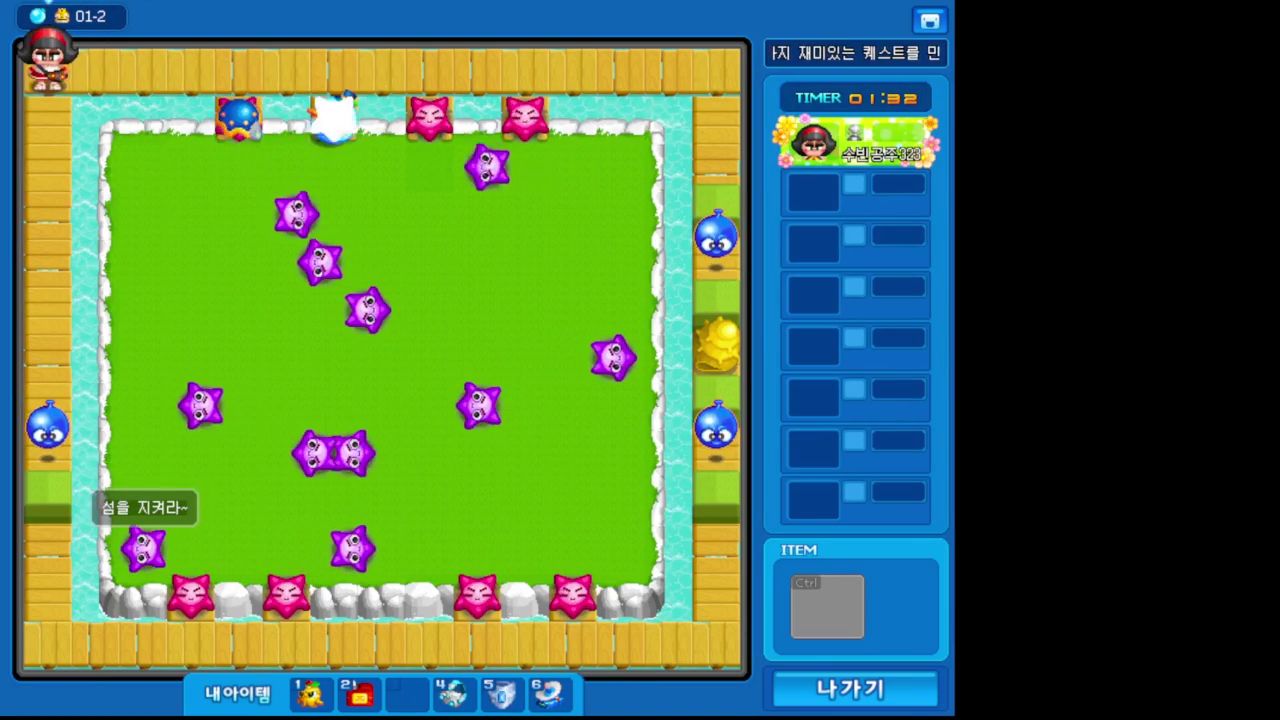 01-2
가지 재미있는 퀘스트를 민
TIMER 01:32
수빈공주323
섬을 지켜라~
ITEM
Ctrl
내 아이템
1 2 4 5 6
나가기